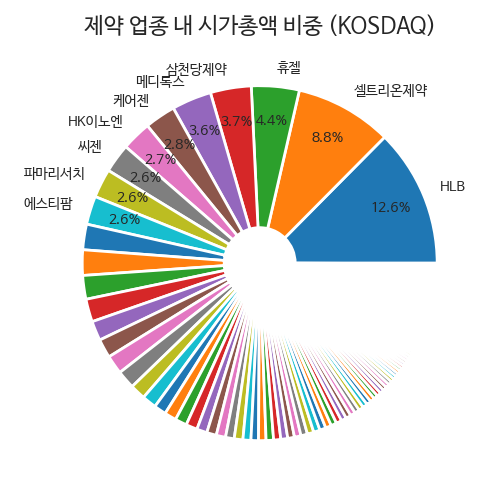 제약 업종 내 시가총액 비중 (KOSDAQ)
HLB
12.6%
셀트리온제약
8.8%
휴젤
4.4%
삼천당제약
3.7%
메디톡스
3.6%
케어젠
2.8%
HK이노엔
2.7%
씨젠
2.6%
파마리서치
2.6%
에스티팜
2.6%